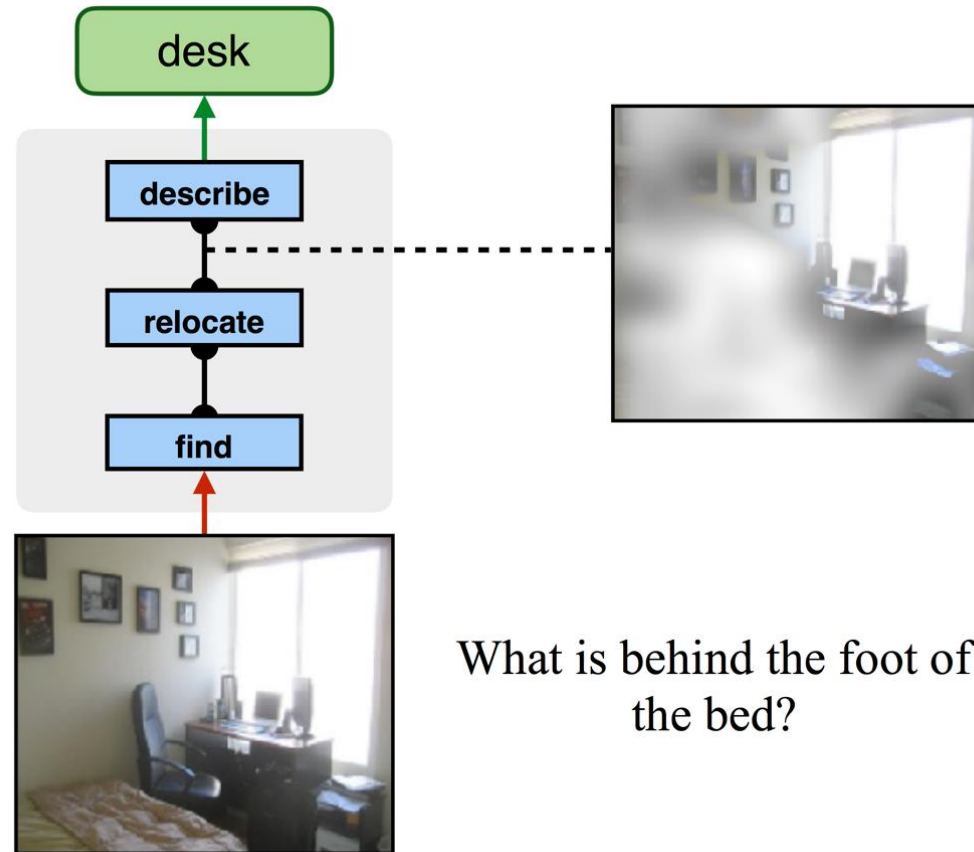 desk
describe
relocate
find
What is behind the foot of
the bed?